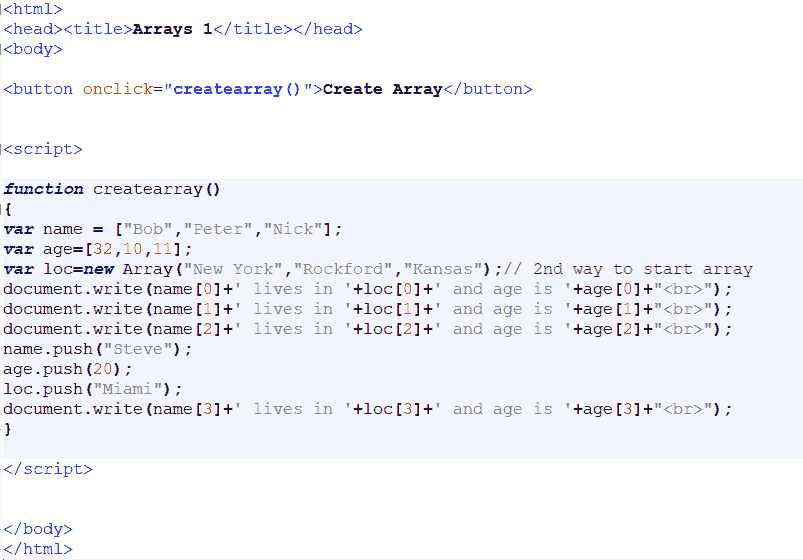 <html>
<head><title>Arrays 1</title></head>
<body>
<button onclick="createarray()">Create Array</button>
<script>
function createarray()
{
var name = ["Bob","Peter","Nick"];
var age=[32,10,11];
var loc=new Array("New York","Rockford","Kansas");// 2nd way to start array
document.write(name[0]+' lives in '+loc[0]+' and age is '+age[0]+"<br>");
document.write(name[1]+' lives in '+loc[1]+' and age is '+age[1]+"<br>");
document.write(name[2]+' lives in '+loc[2]+' and age is '+age[2]+"<br>");
name.push("Steve");
age.push(20);
loc.push("Miami");
document.write(name[3]+' lives in '+loc[3]+' and age is '+age[3]+"<br>");
}
</script>
</body>
</html>